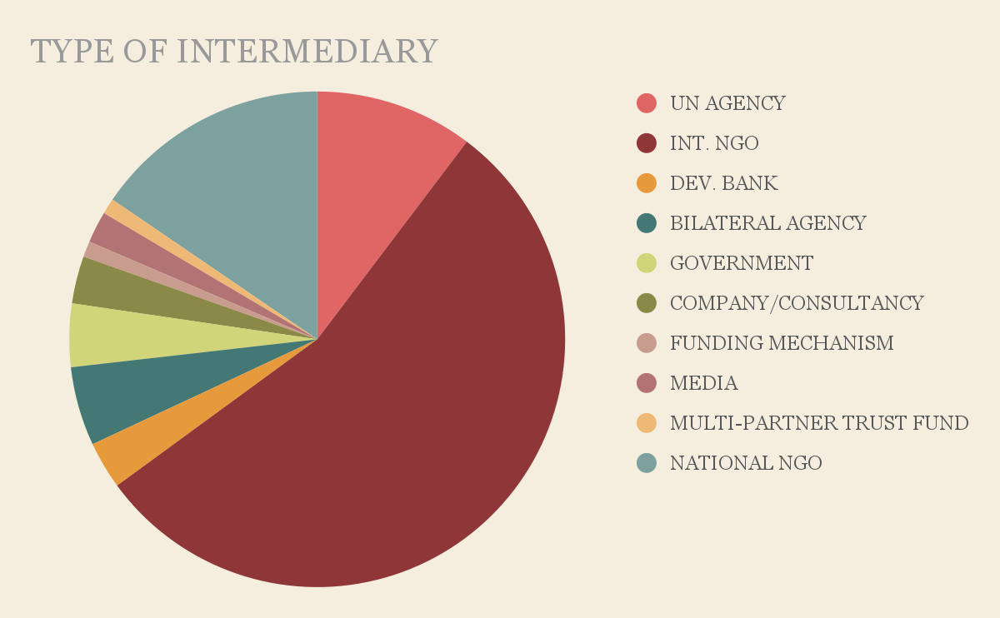 TYPE OF INTERMEDIARY
UN AGENCY
INT. NGO
DEV. BANK
BILATERAL AGENCY
GOVERNMENT
COMPANY/CONSULTANCY
FUNDING MECHANISM
MEDIA
MULTI-PARTNER TRUST FUND
NATIONAL NGO